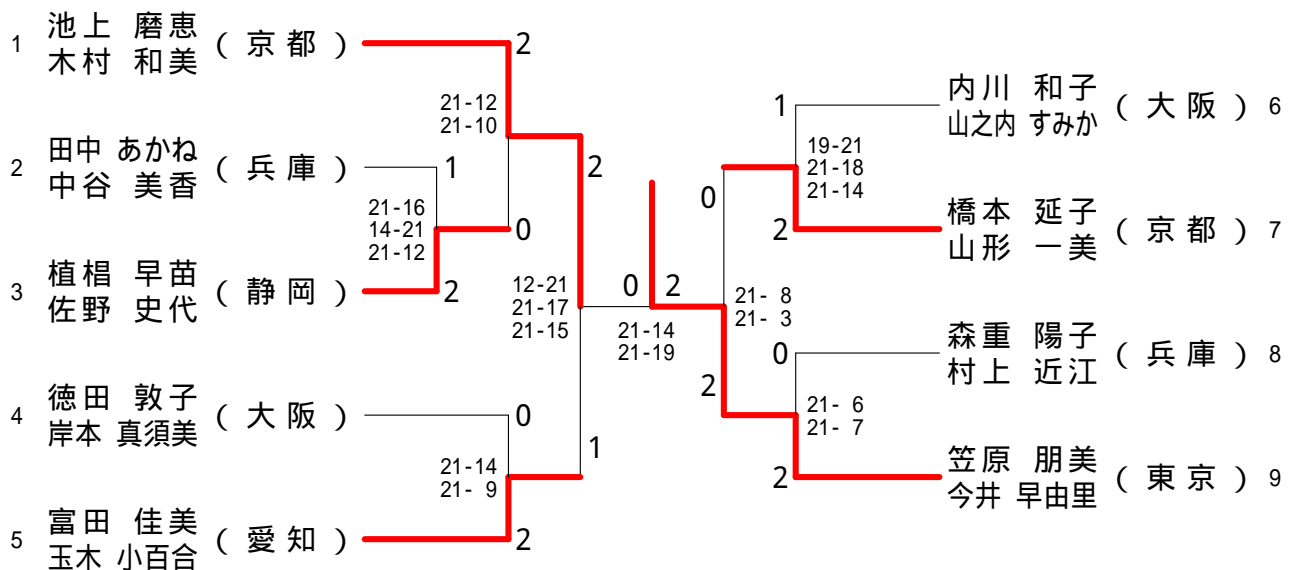 1 池上 磨恵 木村 和美 ( 京都 ) 2
21-12
21-10
2 田中 あかね 中谷 美香 ( 兵庫 ) 1
21-16
14-21
21-12
0
3 植椙 早苗 佐野 史代 ( 静岡 ) 2
2
12-21
21-17
21-15
4 徳田 敦子 岸本 真須美 ( 大阪 ) 0
21-14
21- 9
1
5 富田 佳美 玉木 小百合 ( 愛知 ) 2
0 2
21-14
21-19
1 内川 和子 山之内 すみか ( 大阪 ) 6
19-21
21-18
21-14
0
2 橋本 延子 山形 一美 ( 京都 ) 7
21- 8
21- 3
0 森重 陽子 村上 近江 ( 兵庫 ) 8
2
21- 6
21- 7
2 笠原 朋美 今井 早由里 ( 東京 ) 9